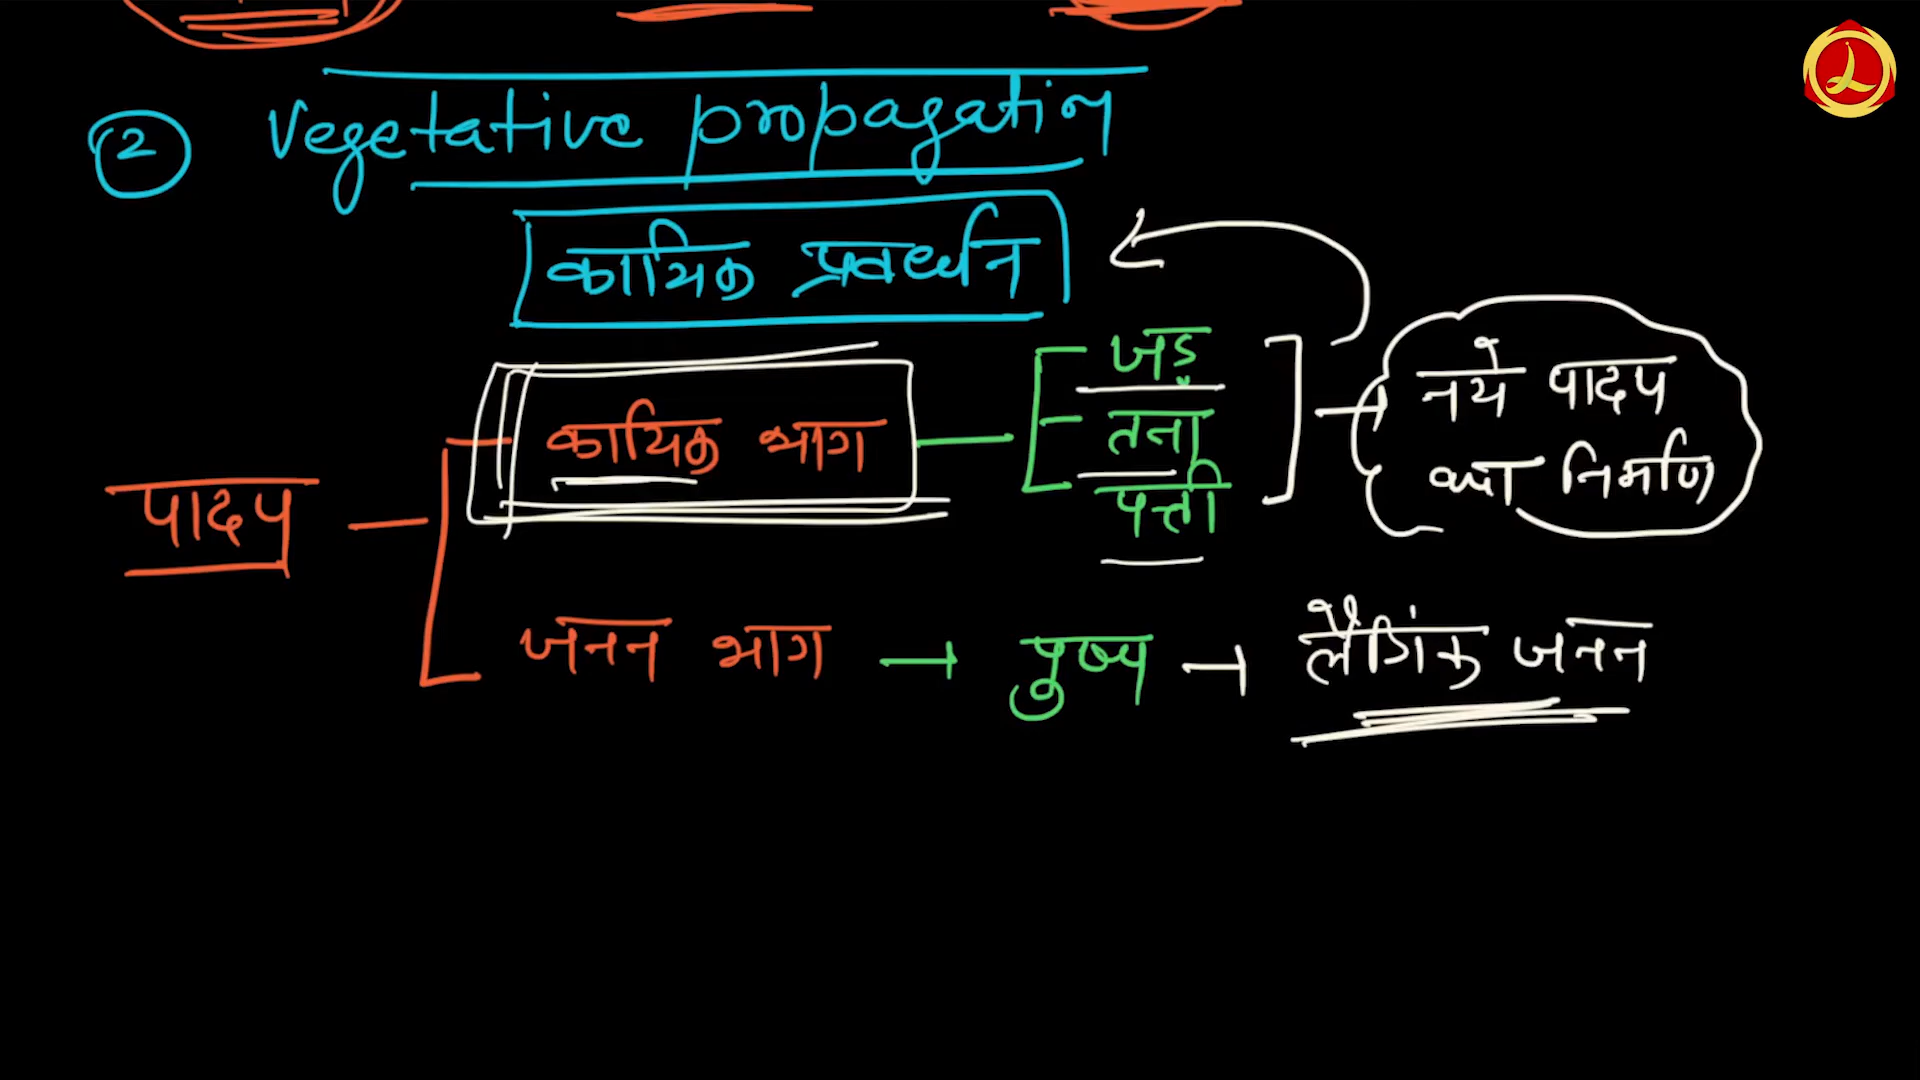 2 Vegetative propagation
कायिक प्रवर्धन
पादप
कायिक भाग
जड़
तना
पत्ती
नये पादप
का निर्माण
जनन भाग → पुष्प → लैंगिक जनन